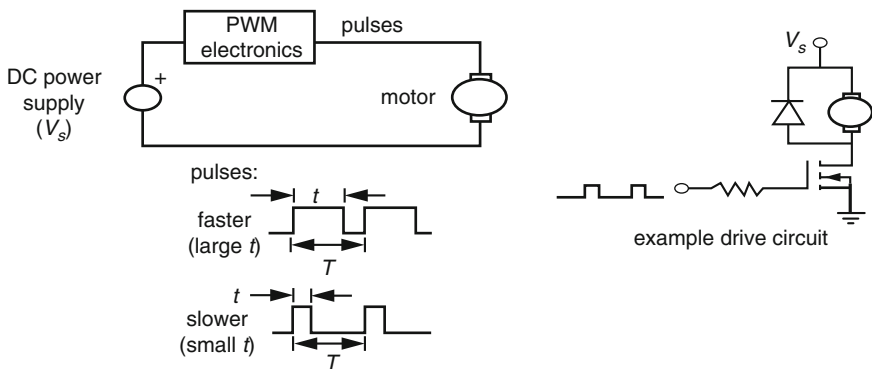 PWM
electronics
pulses
DC power
supply
(Vs)
+
motor
Vs
pulses:
t
faster
(large t)
T
example drive circuit
t
slower
(small t)
T